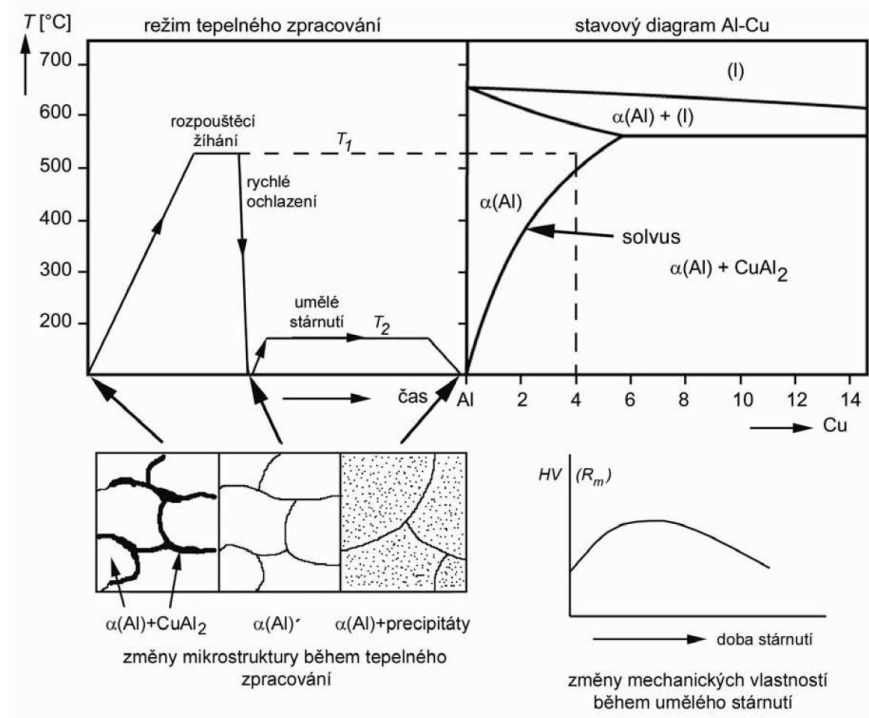 T [°C]
režim tepelného zpracování
stavový diagram Al-Cu
700
600
500
400
300
200
rozpouštěcí
žíhání
T1
rychlé
ochlazení
umělé
stárnutí
T2
čas
(l)
α(Al) + (l)
α(Al)
solvus
α(Al) + CuAl2
Al 2 4 6 8 10 12 14
Cu
α(Al)+CuAl2
α(Al)´
α(Al)+precipitáty
změny mikrostruktury během tepelného
zpracování
HV (Rm)
doba stárnutí
změny mechanických vlastností
během umělého stárnutí